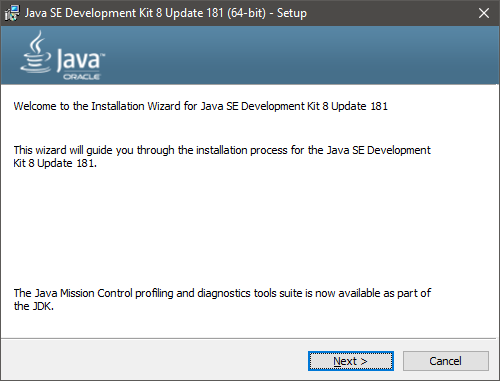 Java SE Development Kit 8 Update 181 (64-bit) - Setup
Java
ORACLE
Welcome to the Installation Wizard for Java SE Development Kit 8 Update 181
This wizard will guide you through the installation process for the Java SE Development
Kit 8 Update 181.
The Java Mission Control profiling and diagnostics tools suite is now available as part of
the JDK.
Next >
Cancel